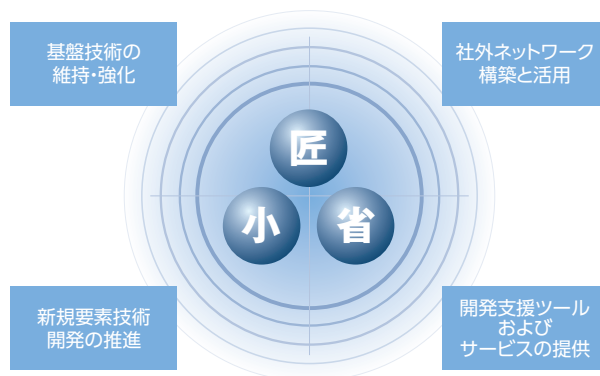 基盤技術の
維持・強化
社外ネットワーク
構築と活用
匠
小
省
新規要素技術
開発の推進
開発支援ツール
および
サービスの提供